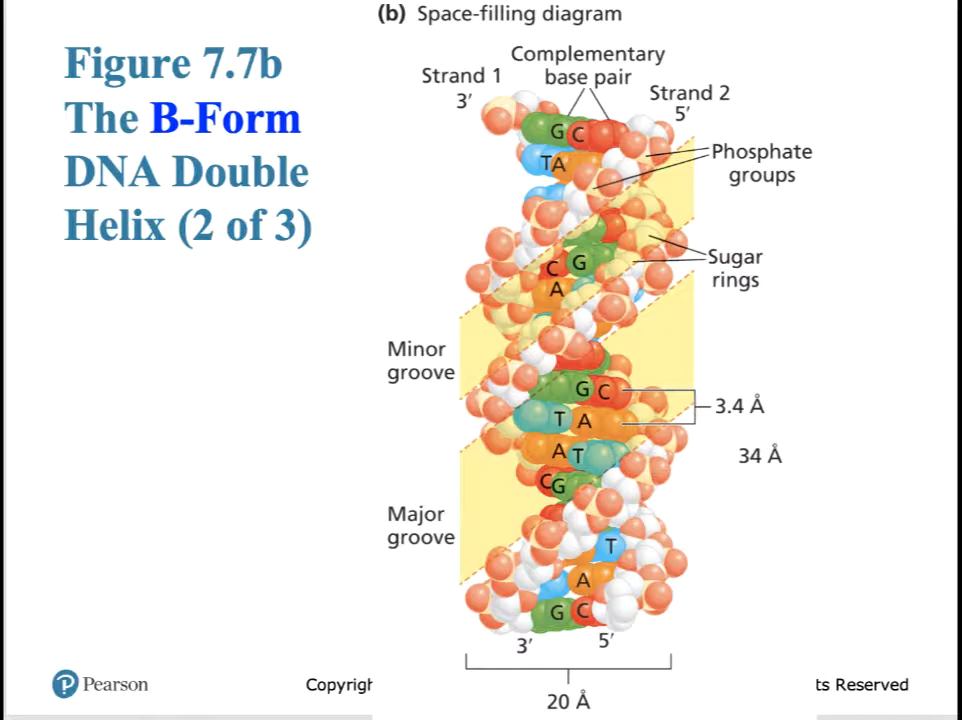 (b) Space-filling diagram
Figure 7.7b
The B-Form
DNA Double
Helix (2 of 3)
Complementary
base pair
Strand 1
3′
Strand 2
5′
G C
T A
Phosphate
groups
C G
A
Sugar
rings
Minor
groove
G C
3.4 Å
T A
A T
34 Å
C G
Major
groove
T
A
G C
3′ 5′
20 Å
P Pearson
Copyrigh
ts Reserved